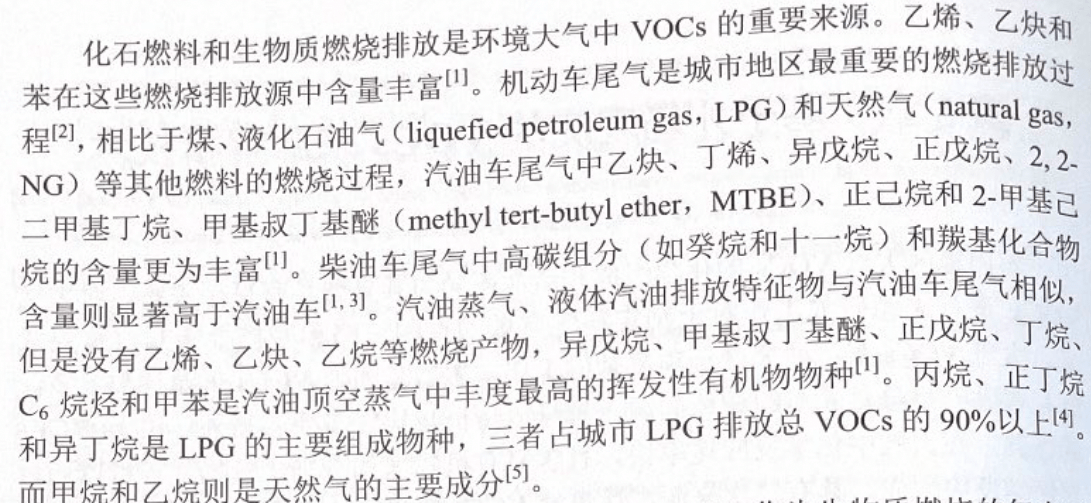 化石燃料和生物质燃烧排放是环境大气中 VOCs 的重要来源。乙烯、乙炔和
苯在这些燃烧排放源中含量丰富[1]。机动车尾气是城市地区最重要的燃烧排放过
程[2],相比于煤、液化石油气(liquefied petroleum gas,LPG)和天然气(natural gas,
NG)等其他燃料的燃烧过程,汽油车尾气中乙炔、丁烯、异戊烷、正戊烷、2, 2-
二甲基丁烷、甲基叔丁基醚(methyl tert-butyl ether,MTBE)、正己烷和 2-甲基己
烷的含量更为丰富[1]。柴油车尾气中高碳组分(如癸烷和十一烷)和羰基化合物
含量则显著高于汽油车[1, 3]。汽油蒸气、液体汽油排放特征物与汽油车尾气相似,
但是没有乙烯、乙炔、乙烷等燃烧产物,异戊烷、甲基叔丁基醚、正戊烷、丁烷、
C6 烷烃和甲苯是汽油顶空蒸气中丰度最高的挥发性有机物物种[1]。丙烷、正丁烷
和异丁烷是 LPG 的主要组成物种,三者占城市 LPG 排放总 VOCs 的 90%以上[4]。
而甲烷和乙烷则是天然气的主要成分[5]。